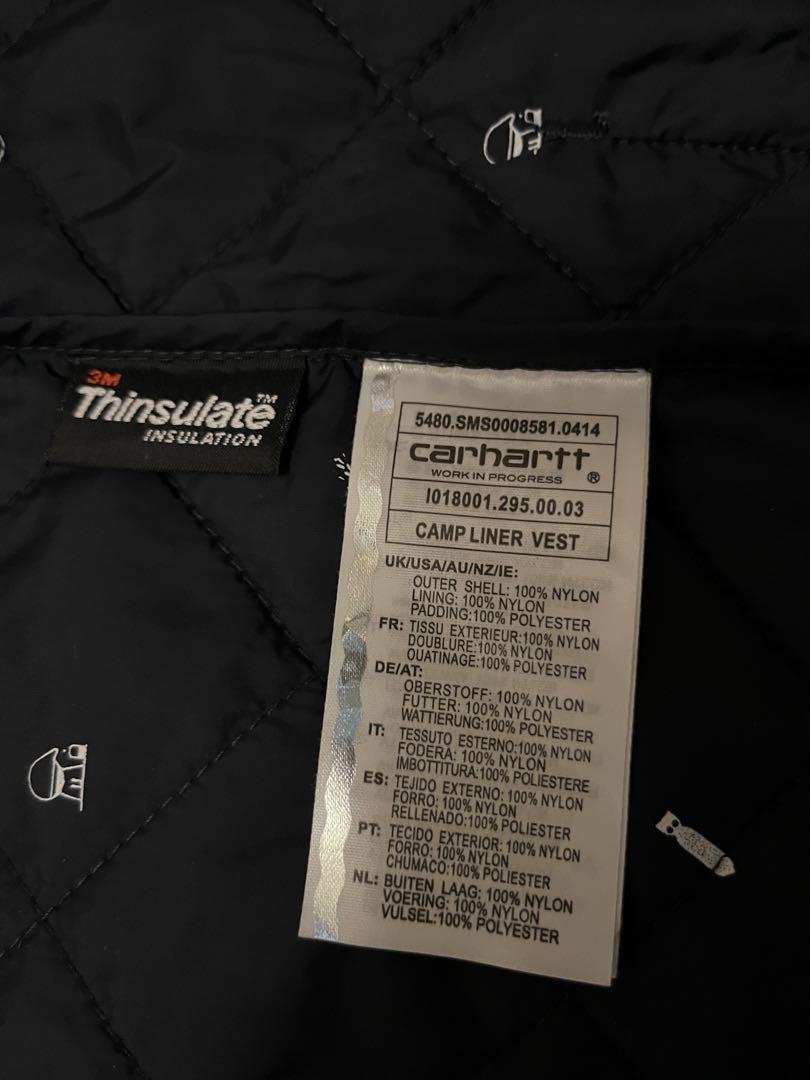 3M
Thinsulate™
INSULATION
5480.SMS0008581.0414
carhartt®
WORK IN PROGRESS
I018001.295.00.03
CAMP LINER VEST
UK/USA/AU/NZ/IE:
OUTER SHELL: 100% NYLON
LINING: 100% NYLON
PADDING:100% POLYESTER
FR: TISSU EXTERIEUR:100% NYLON
DOUBLURE:100% NYLON
OUATINAGE:100% POLYESTER
DE/AT:
OBERSTOFF: 100% NYLON
FUTTER: 100% NYLON
WATTIERUNG:100% POLYESTER
IT: TESSUTO ESTERNO:100% NYLON
FODERA: 100% NYLON
IMBOTTITURA:100% POLIESTERE
ES: TEJIDO EXTERNO: 100% NYLON
FORRO: 100% NYLON
RELLENADO:100% POLIESTER
PT: TECIDO EXTERIOR: 100% NYLON
FORRO: 100% NYLON
CHUMACO:100% POLIESTER
NL: BUITEN LAAG: 100% NYLON
VOERING: 100% NYLON
VULSEL:100% POLYESTER